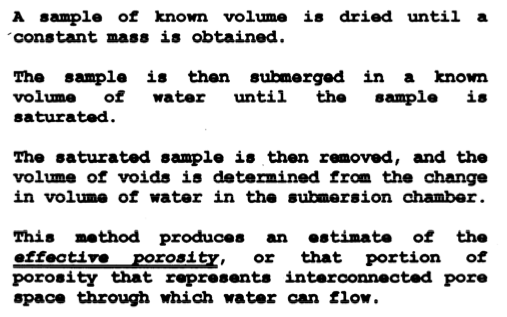 A sample of known volume is dried until a
constant mass is obtained.
The sample is then submerged in a known
volume of water until the sample is
saturated.
The saturated sample is then removed, and the
volume of voids is determined from the change
in volume of water in the submersion chamber.
This method produces an estimate of the
effective porosity, or that portion of
porosity that represents interconnected pore
space through which water can flow.